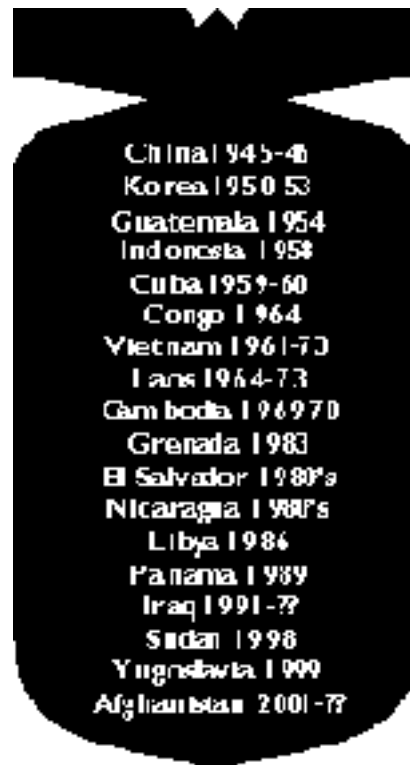 China 1945-46
Korea 1950-53
Guatemala 1954
Indonesia 1958
Cuba 1959-60
Congo 1964
Vietnam 1961-73
Laos 1964-73
Cambodia 1969 70
Grenada 1983
El Salvador 1980's
Nicaragua 1980's
Libya 1986
Panama 1989
Iraq 1991-??
Sudan 1998
Yugoslavia 1999
Afghanistan 2001-??